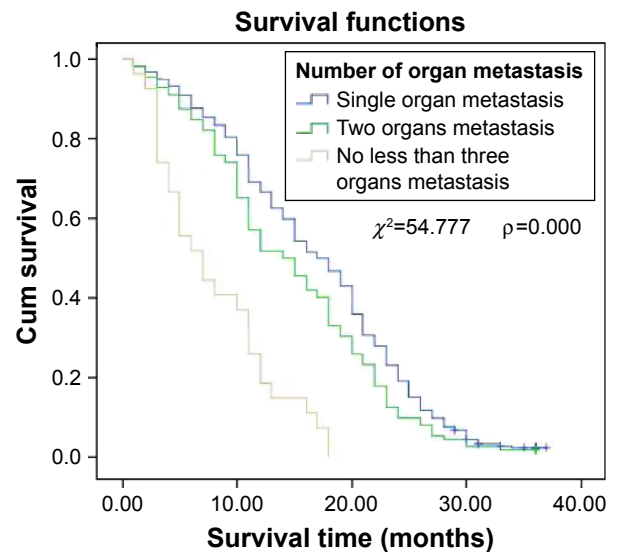 Survival functions
Cum survival
1.0
0.8
0.6
0.4
0.2
0.0
Number of organ metastasis
Single organ metastasis
Two organs metastasis
No less than three
organs metastasis
χ²=54.777 ρ=0.000
0.00 10.00 20.00 30.00 40.00
Survival time (months)